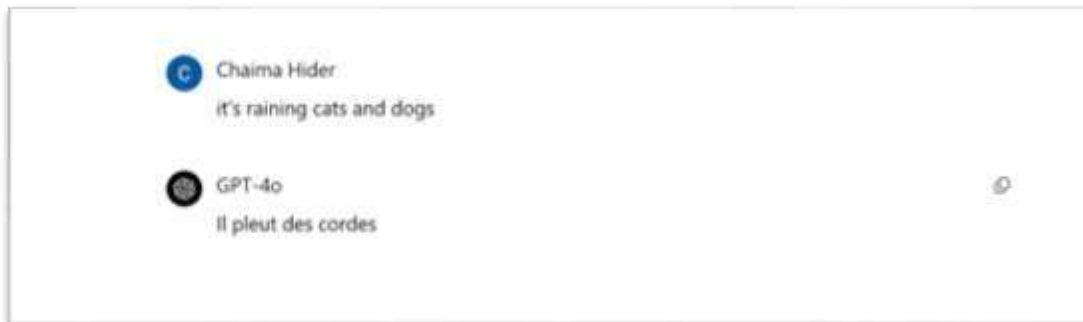 C
Chaima Hider
it's raining cats and dogs
GPT-4o
Il pleut des cordes